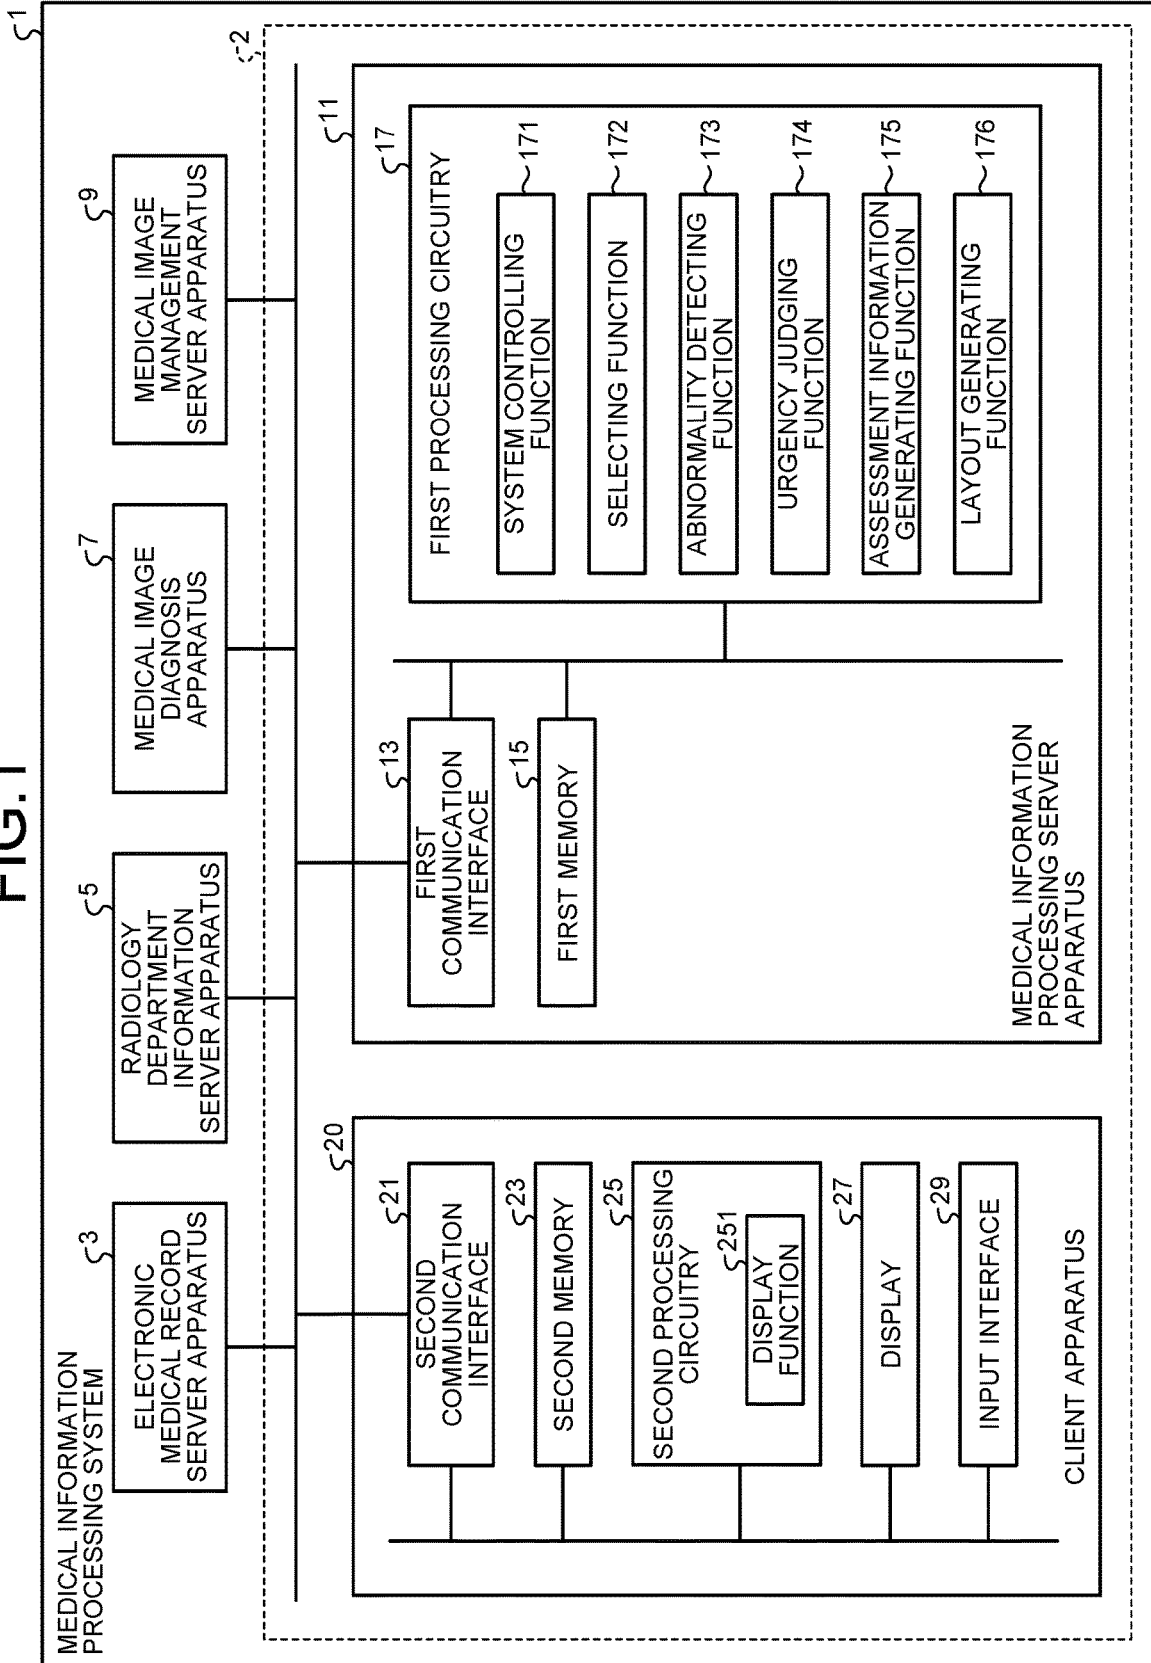 FIG. 1
1
MEDICAL INFORMATION
PROCESSING SYSTEM
3
ELECTRONIC
MEDICAL RECORD
SERVER APPARATUS
5
RADIOLOGY
DEPARTMENT
INFORMATION
SERVER APPARATUS
7
MEDICAL IMAGE
DIAGNOSIS
APPARATUS
9
MEDICAL IMAGE
MANAGEMENT
SERVER APPARATUS
2
20
21
SECOND
COMMUNICATION
INTERFACE
23
SECOND MEMORY
25
SECOND PROCESSING
CIRCUITRY
251
DISPLAY
FUNCTION
27
DISPLAY
29
INPUT INTERFACE
CLIENT APPARATUS
11
13
FIRST
COMMUNICATION
INTERFACE
15
FIRST MEMORY
MEDICAL INFORMATION
PROCESSING SERVER
APPARATUS
17
FIRST PROCESSING CIRCUITRY
SYSTEM CONTROLLING
FUNCTION
171
SELECTING FUNCTION
172
ABNORMALITY DETECTING
FUNCTION
173
URGENCY JUDGING
FUNCTION
174
ASSESSMENT INFORMATION
GENERATING FUNCTION
175
LAYOUT GENERATING
FUNCTION
176